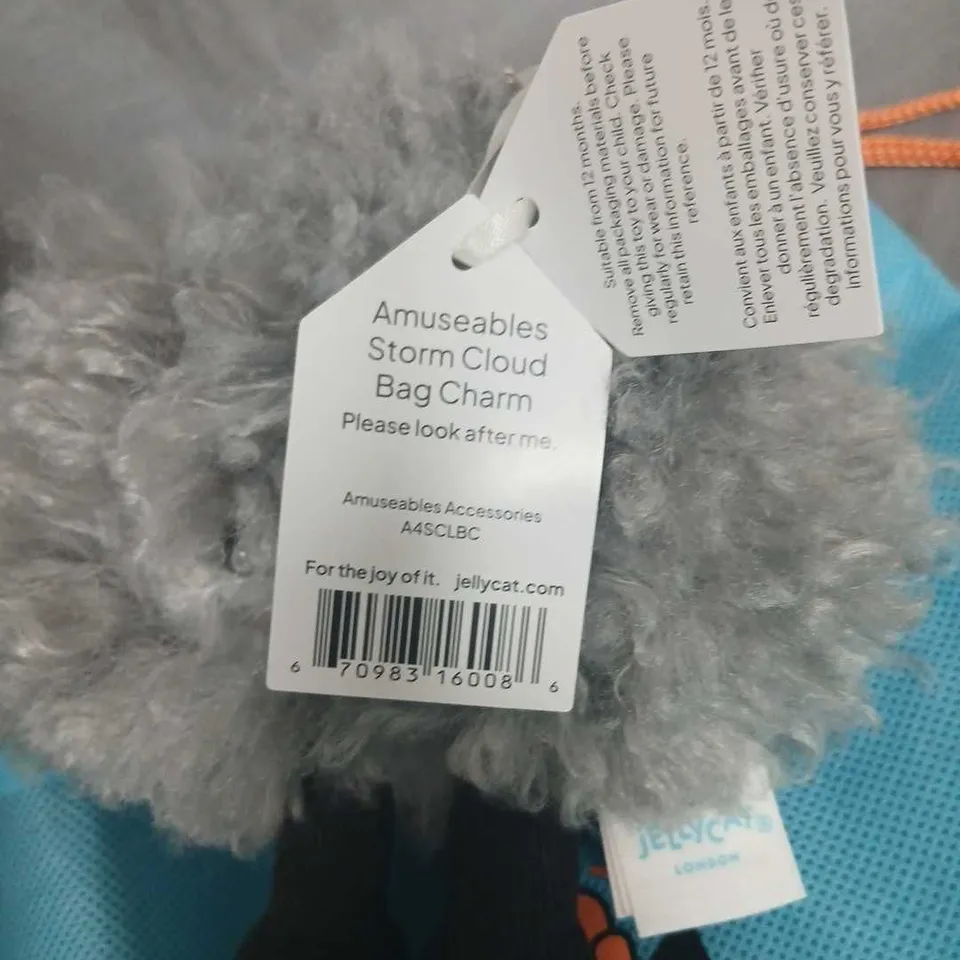 Amuseables
Storm Cloud
Bag Charm
Please look after me.
Amuseables Accessories
A4SCLBC
For the joy of it. jellycat.com
6 70983 16008 6
Suitable from 12 months.
Remove all packaging materials before
giving this toy to your child. Check
regularly for wear or damage. Please
retain this information for future
reference.
Convient aux enfants à partir de 12 mois.
Enlever tous les emballages avant de le
donner à un enfant. Vérifier
régulièrement l'absence d'usure où d
degradation. Veuillez conserver ces
informations pour vous y référer.
JELLYCAT®
LONDON